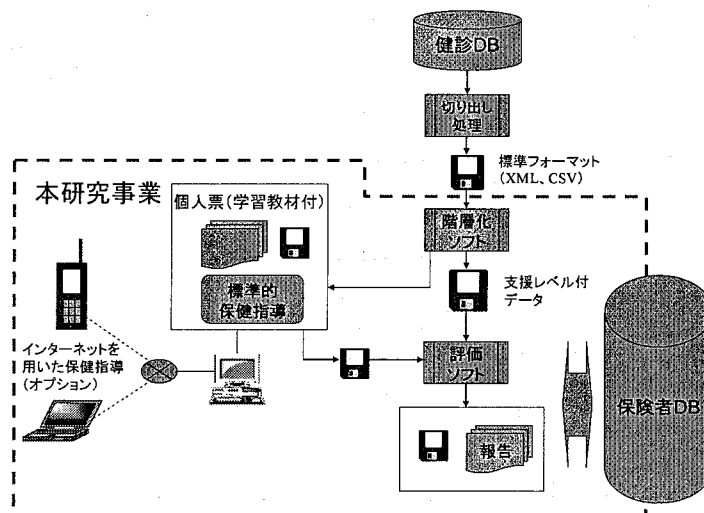 健診DB
切り出し
処理
標準フォーマット
(XML、CSV)
本研究事業
個人票(学習教材付)
階層化
ソフト
標準的
保健指導
支援レベル付
データ
インターネットを
用いた保健指導
(オプション)
評価
ソフト
保険者DB
報告